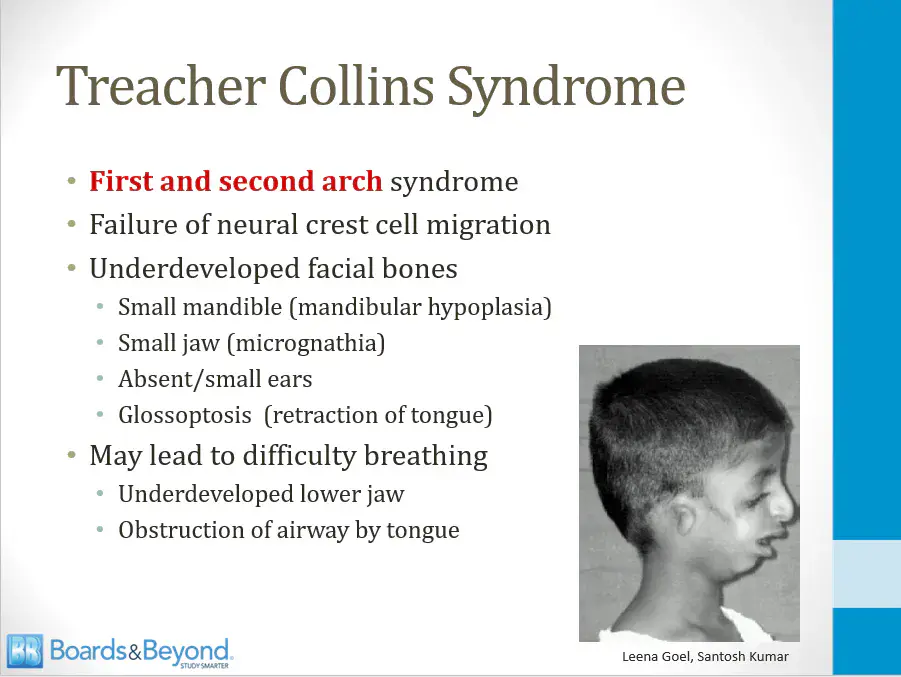 Treacher Collins Syndrome
• First and second arch syndrome
• Failure of neural crest cell migration
• Underdeveloped facial bones
• Small mandible (mandibular hypoplasia)
• Small jaw (micrognathia)
• Absent/small ears
• Glossoptosis  (retraction of tongue)
• May lead to difficulty breathing
• Underdeveloped lower jaw
• Obstruction of airway by tongue
BB Boards&Beyond.
STUDY SMARTER
Leena Goel, Santosh Kumar